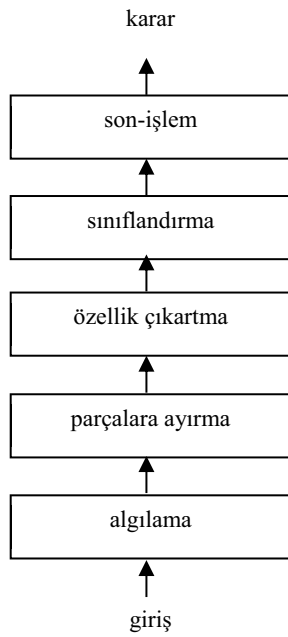 karar
son-işlem
sınıflandırma
özellik çıkartma
parçalara ayırma
algılama
giriş